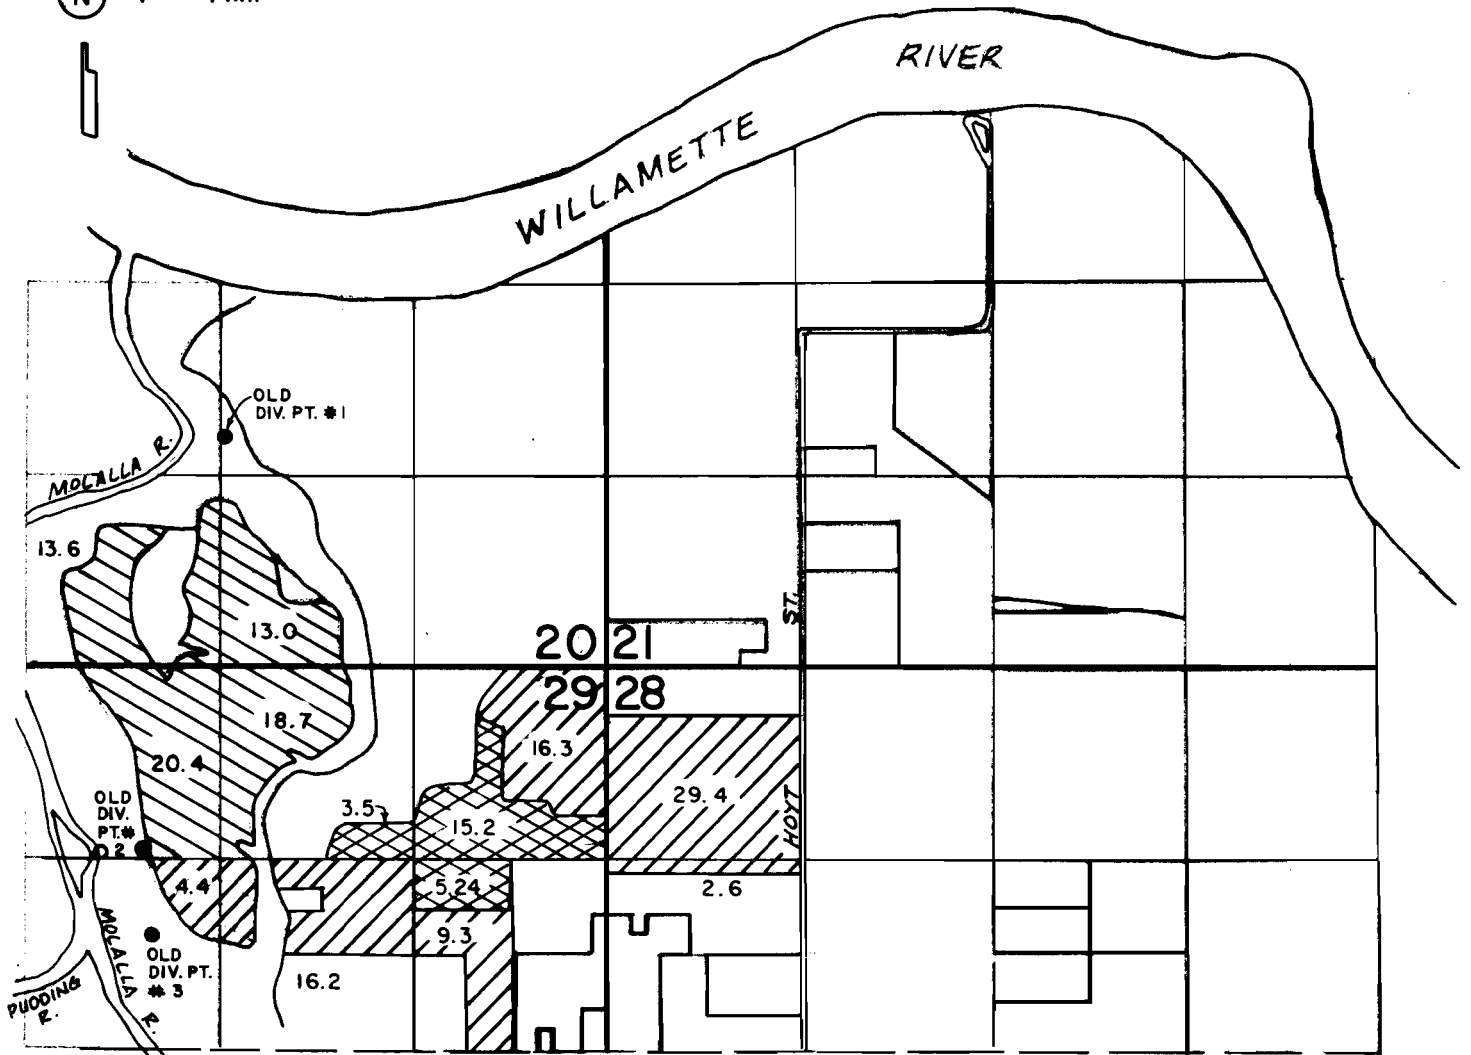 N
RIVER
WILLAMETTE
OLD
DIV. PT. #1
MOLALLA R.
13.6
13.0
ST.
20 21
29 28
18.7
16.3
20.4
29.4
HOYT
3.5
15.2
OLD
DIV.
PT.#
2
4.4
5.24
2.6
9.3
MOLALLA R.
OLD
DIV. PT.
#3
16.2
PUDDING
R.